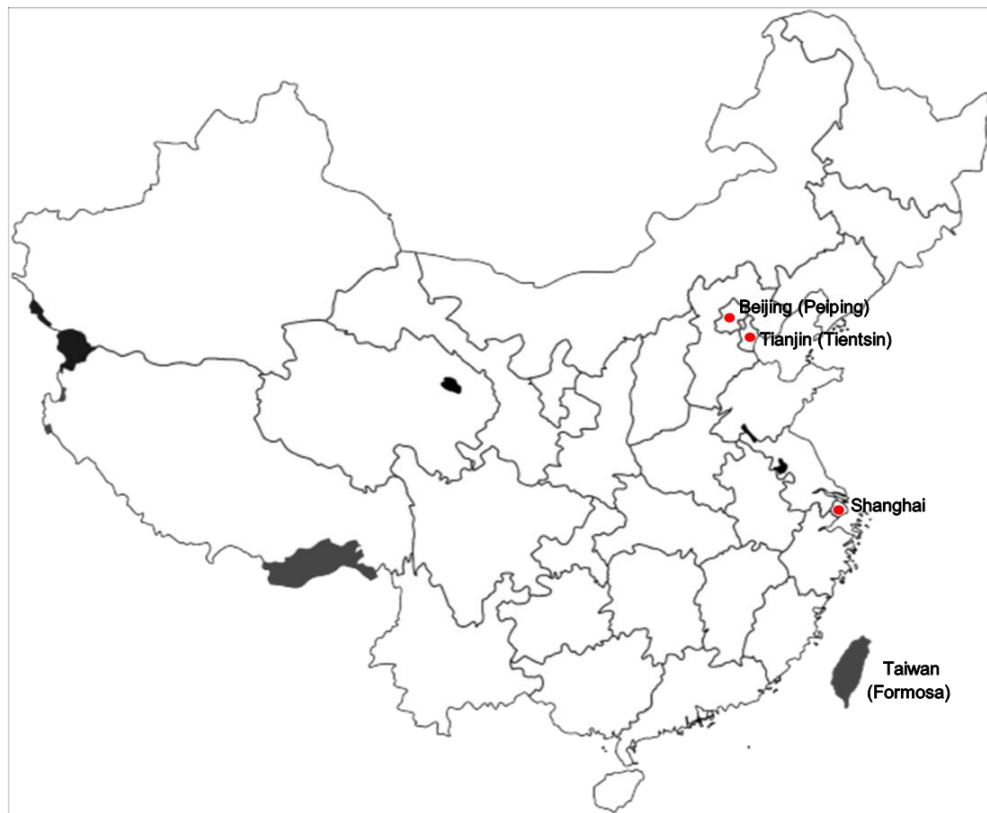 Beijing (Peiping)
Tianjin (Tientsin)
Shanghai
Taiwan
(Formosa)